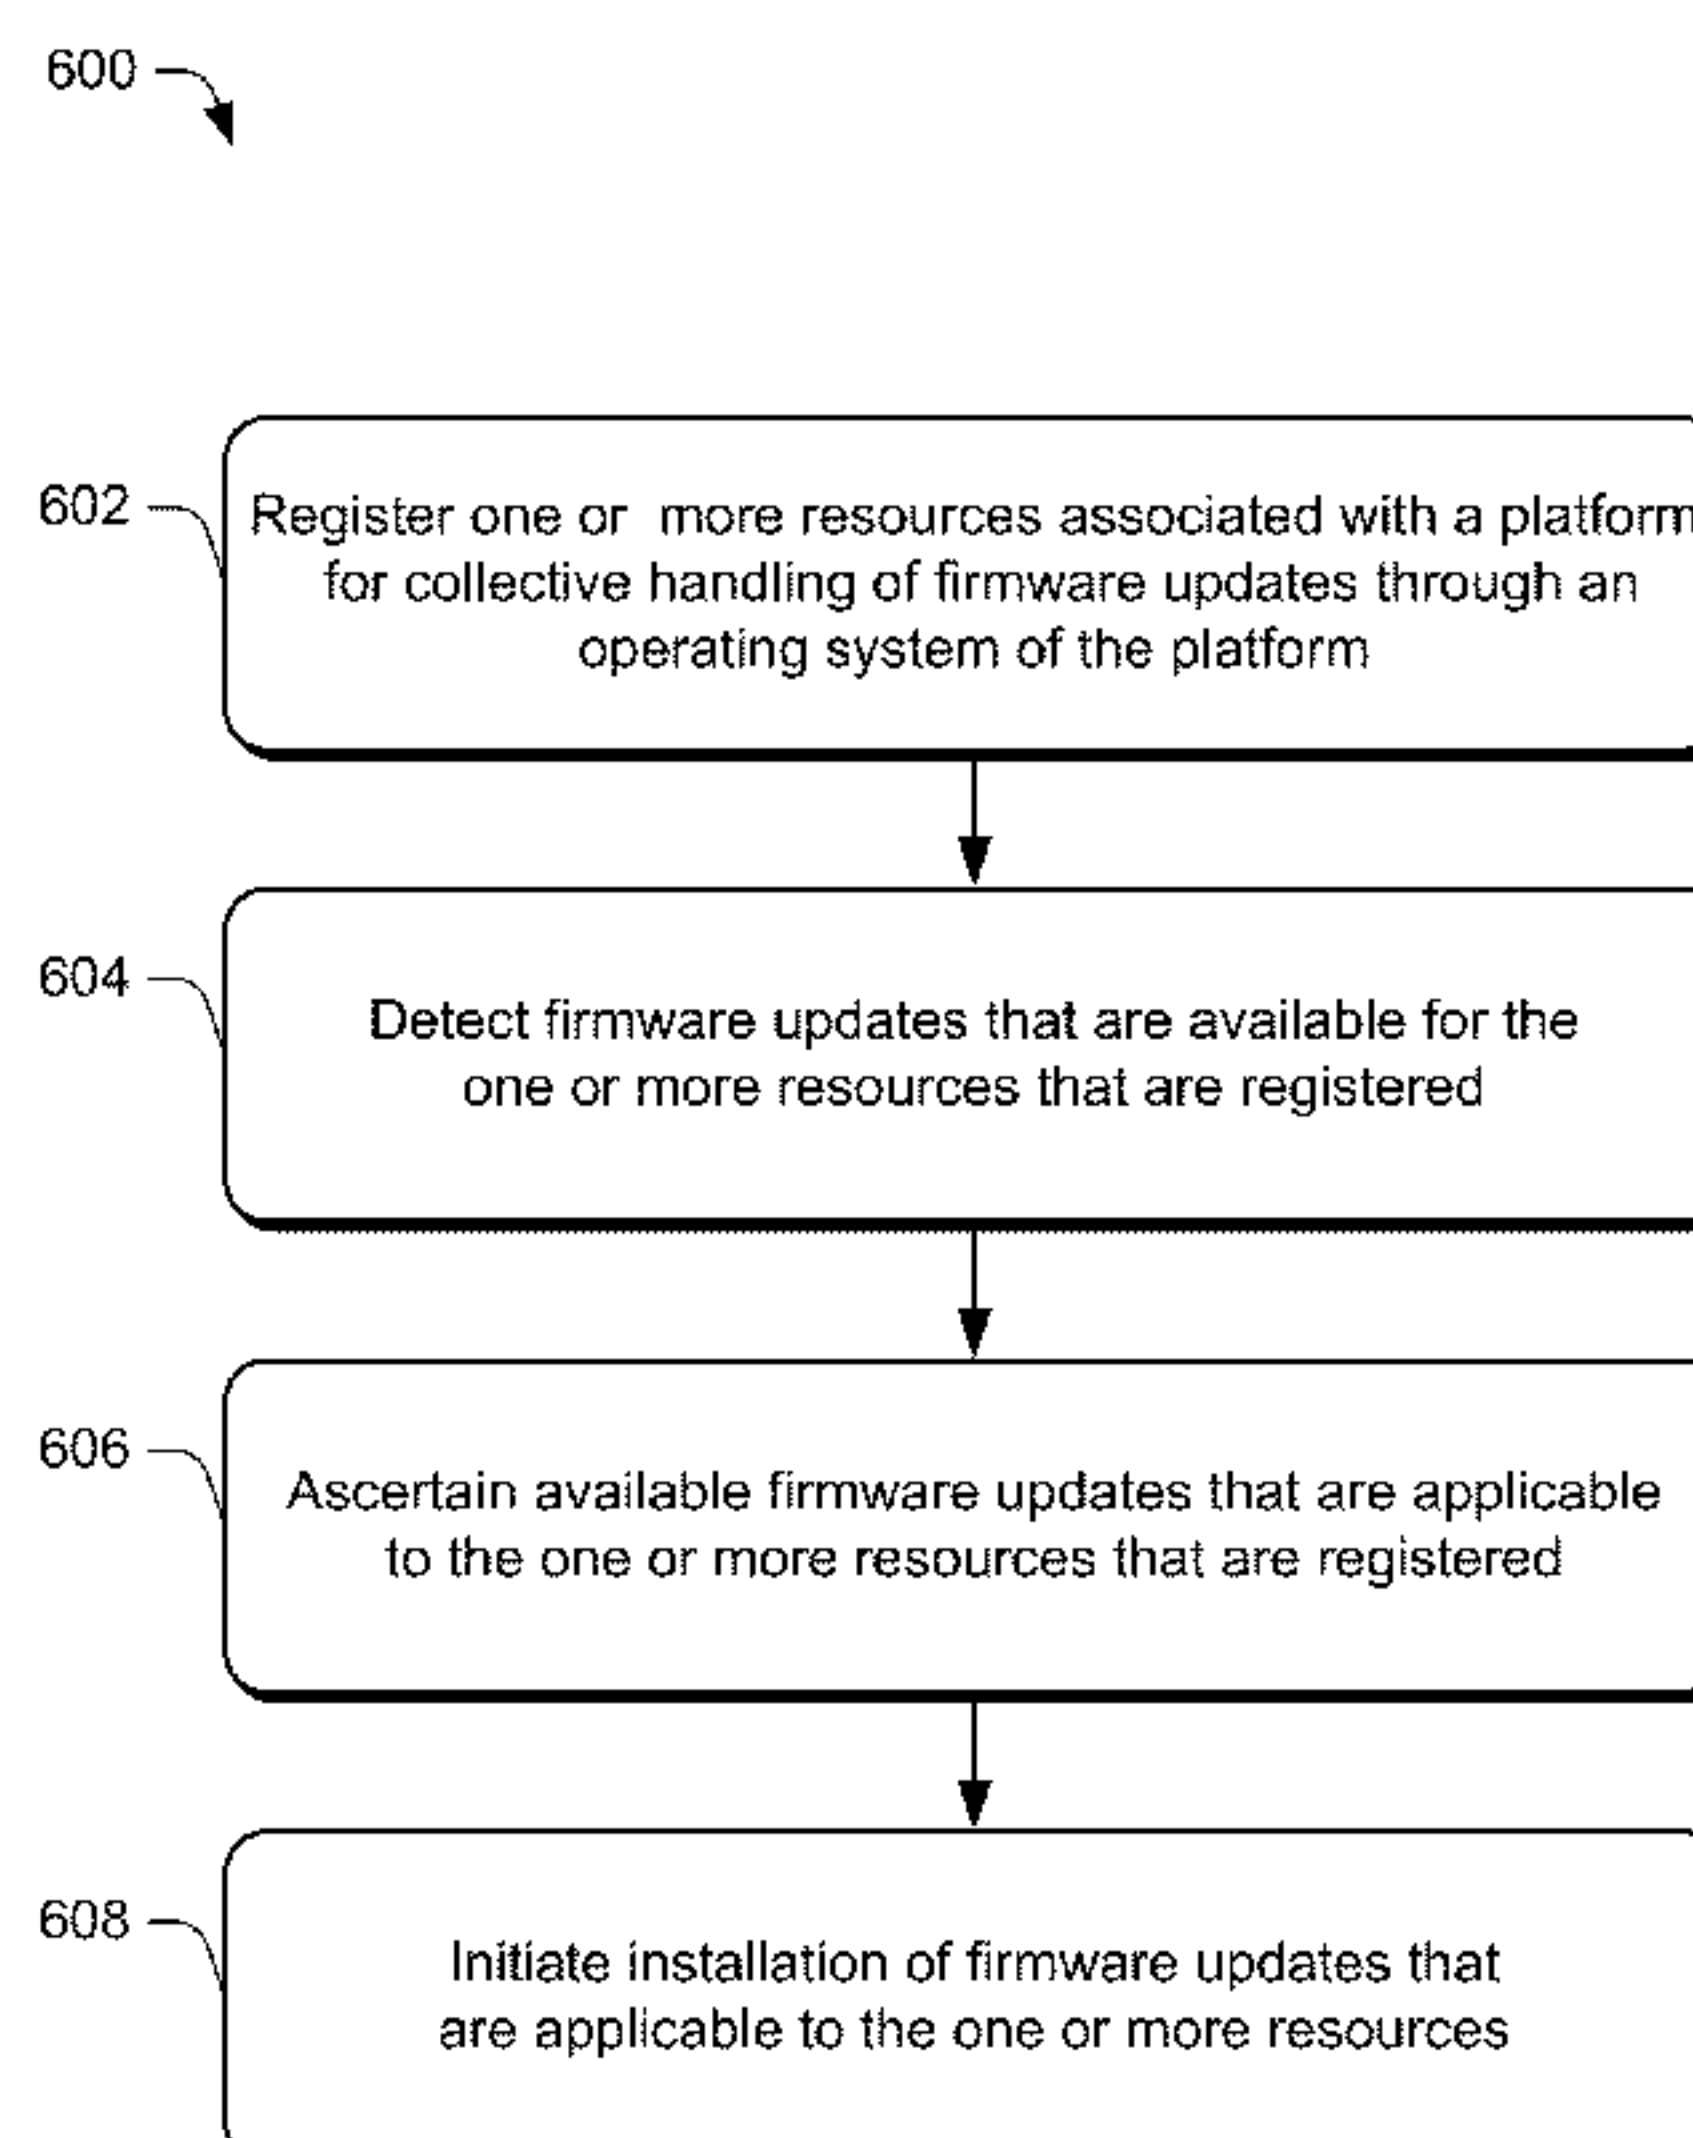 600
602
Register one or more resources associated with a platform
for collective handling of firmware updates through an
operating system of the platform
604
Detect firmware updates that are available for the
one or more resources that are registered
606
Ascertain available firmware updates that are applicable
to the one or more resources that are registered
608
Initiate installation of firmware updates that
are applicable to the one or more resources